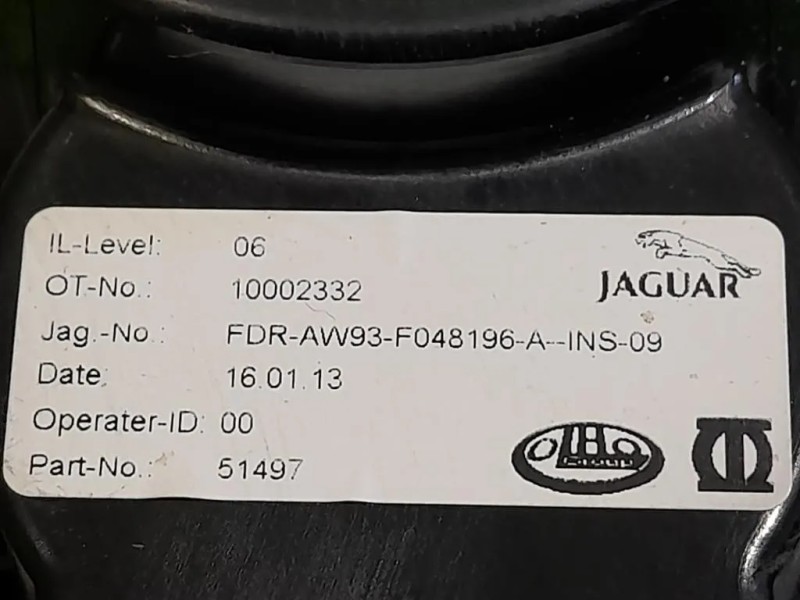 IL-Level: 06
OT-No.: 10002332
Jag.-No.: FDR-AW93-F048196-A--INS-09
Date: 16.01.13
Operater-ID: 00
Part-No.: 51497
JAGUAR
Group